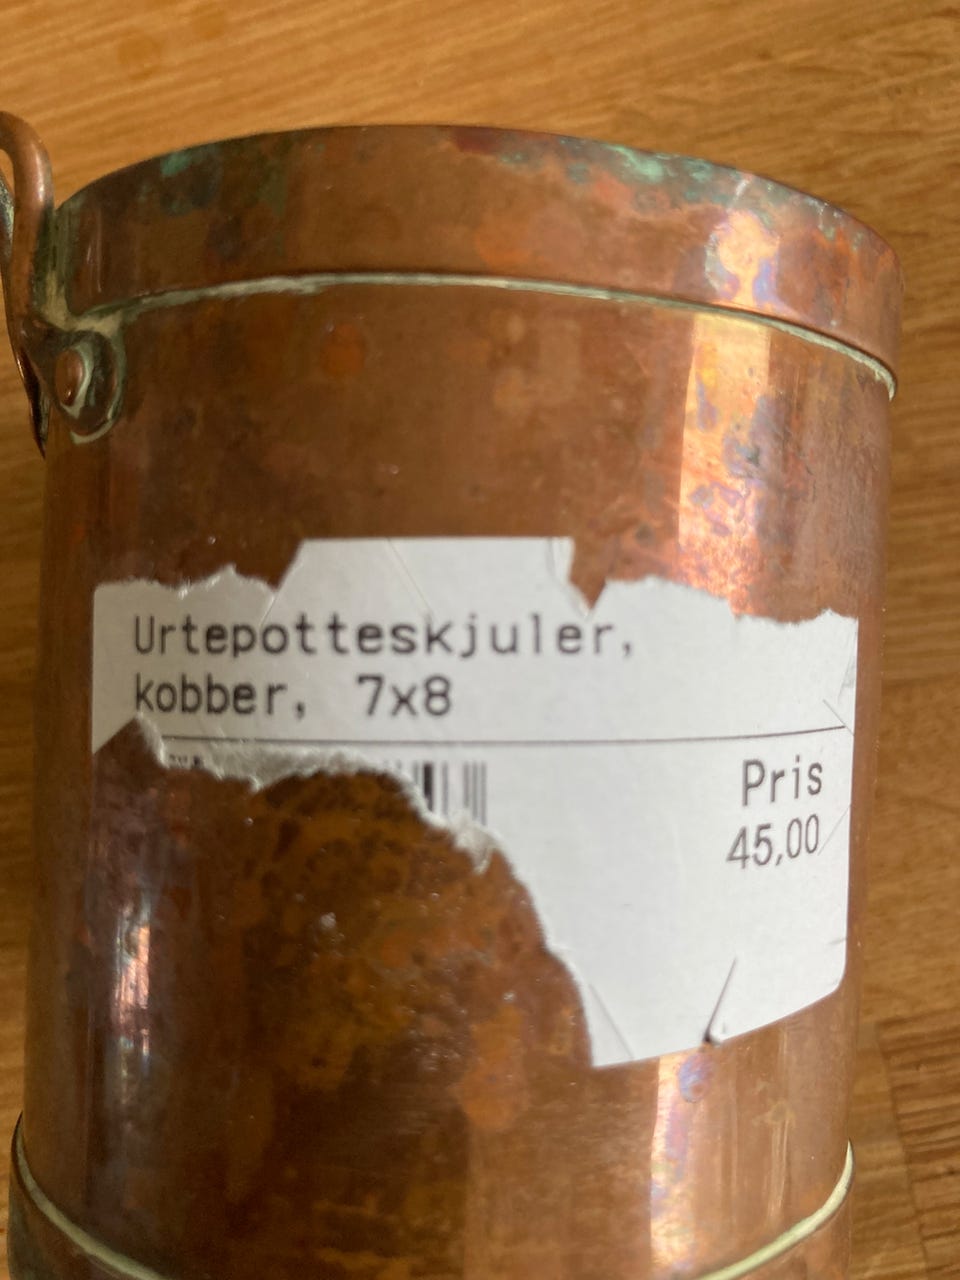 Urtepotteskjuler,
kobber, 7x8
Pris
45,00